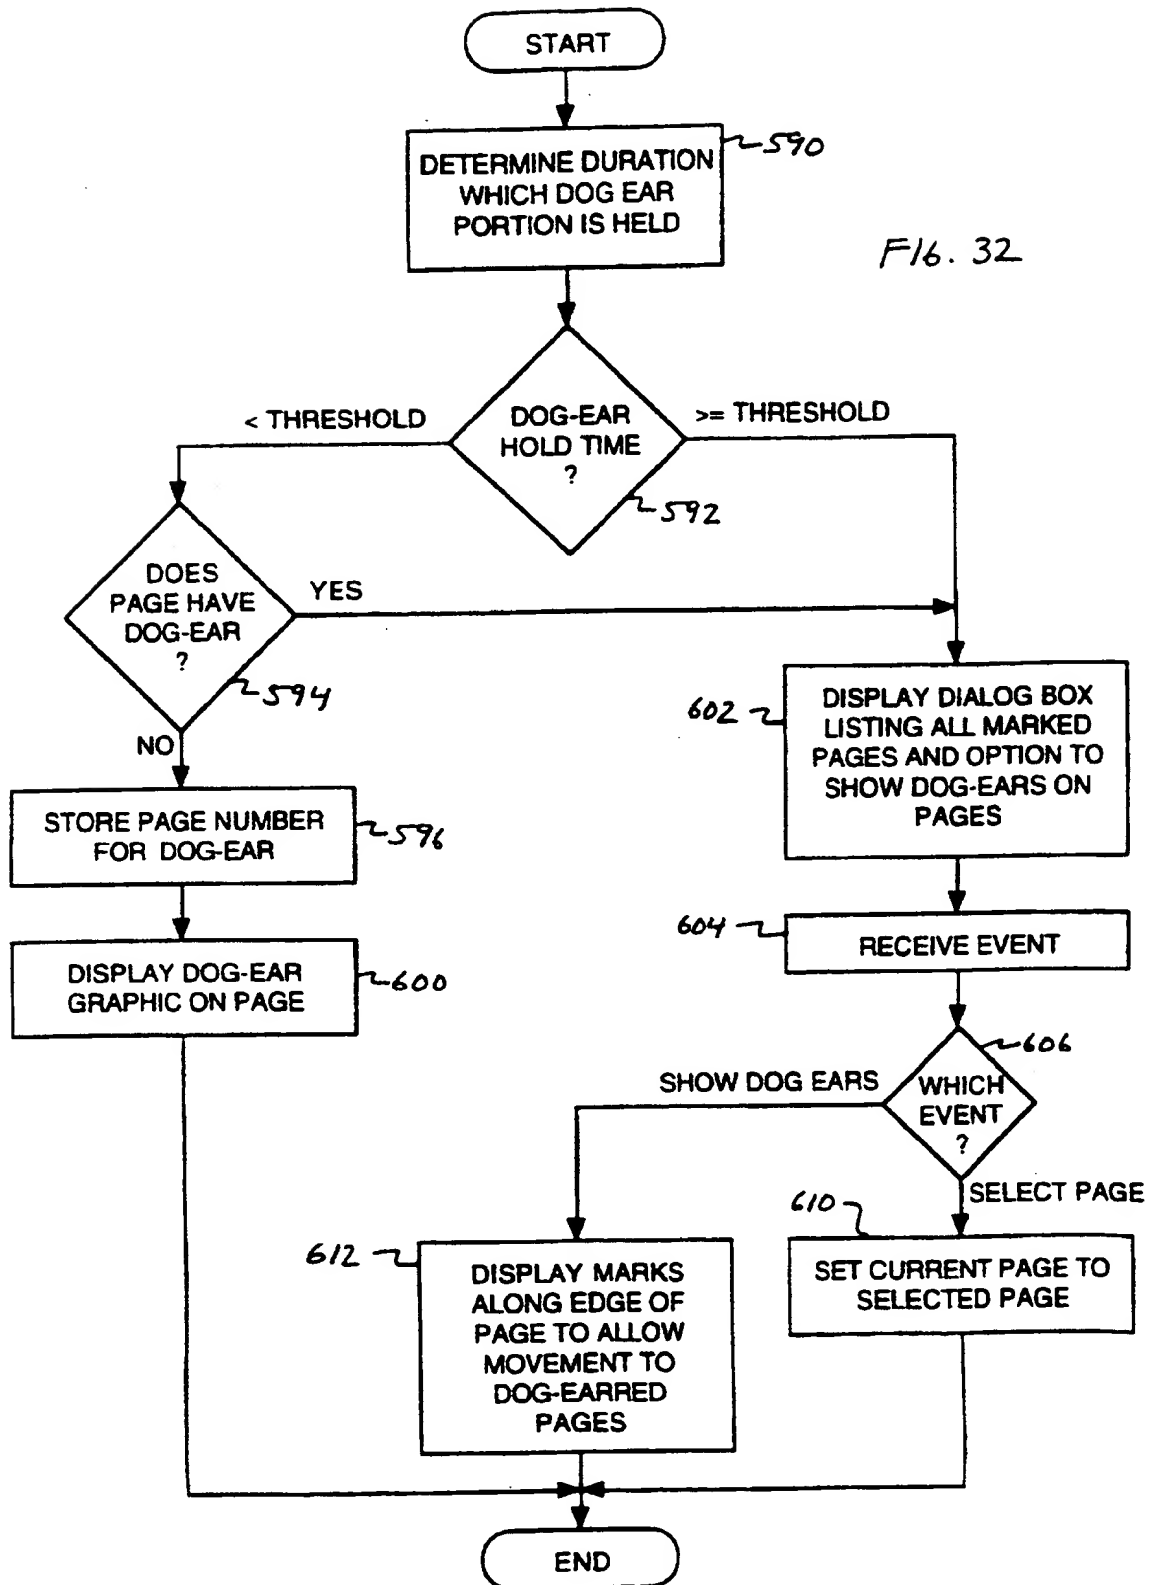 START
DETERMINE DURATION
WHICH DOG EAR
PORTION IS HELD
590
FIG. 32
DOG-EAR
HOLD TIME
?
< THRESHOLD
>= THRESHOLD
592
DOES
PAGE HAVE
DOG-EAR
?
YES
594
NO
STORE PAGE NUMBER
FOR DOG-EAR
596
DISPLAY DOG-EAR
GRAPHIC ON PAGE
600
602
DISPLAY DIALOG BOX
LISTING ALL MARKED
PAGES AND OPTION TO
SHOW DOG-EARS ON
PAGES
604
RECEIVE EVENT
606
WHICH
EVENT
?
SHOW DOG EARS
SELECT PAGE
610
SET CURRENT PAGE TO
SELECTED PAGE
612
DISPLAY MARKS
ALONG EDGE OF
PAGE TO ALLOW
MOVEMENT TO
DOG-EARRED
PAGES
END